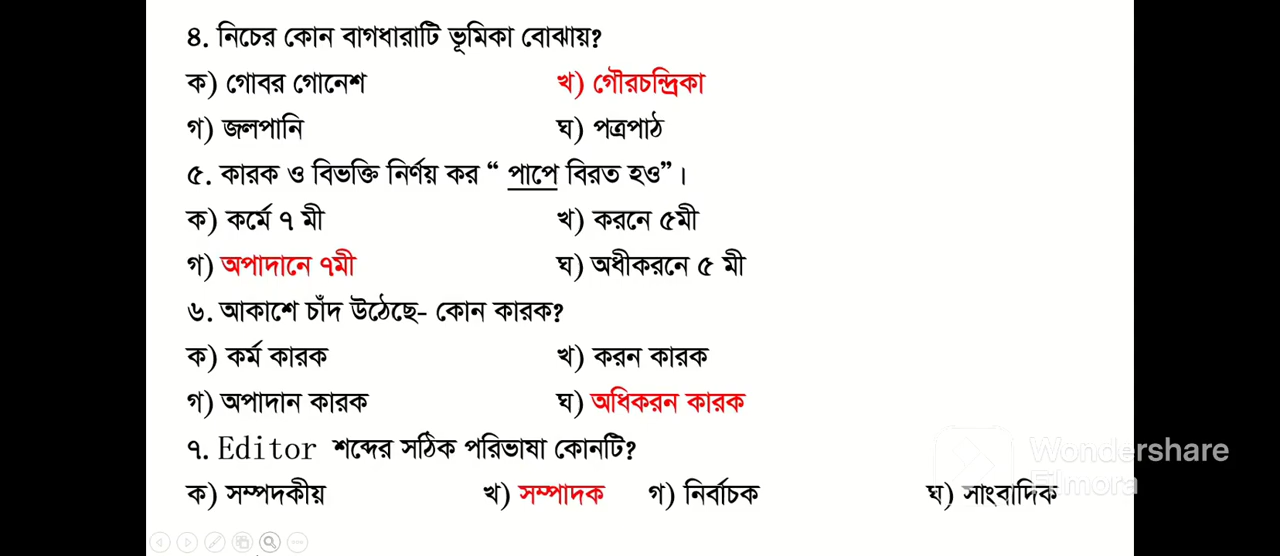 ৪. নিচের কোন বাগধারাটি ভূমিকা বোঝায়?
ক) গোবর গোনেশ খ) গৌরচন্দ্রিকা
গ) জলপানি ঘ) পত্রপাঠ
৫. কারক ও বিভক্তি নির্ণয় কর “ পাপে বিরত হও”।
ক) কর্মে ৭ মী খ) করনে ৫মী
গ) অপাদানে ৭মী ঘ) অধীকরনে ৫ মী
৬. আকাশে চাঁদ উঠেছে- কোন কারক?
ক) কর্ম কারক খ) করন কারক
গ) অপাদান কারক ঘ) অধিকরন কারক
৭. Editor শব্দের সঠিক পরিভাষা কোনটি?
ক) সম্পদকীয় খ) সম্পাদক গ) নির্বাচক ঘ) সাংবাদিক
Wondershare
Filmora